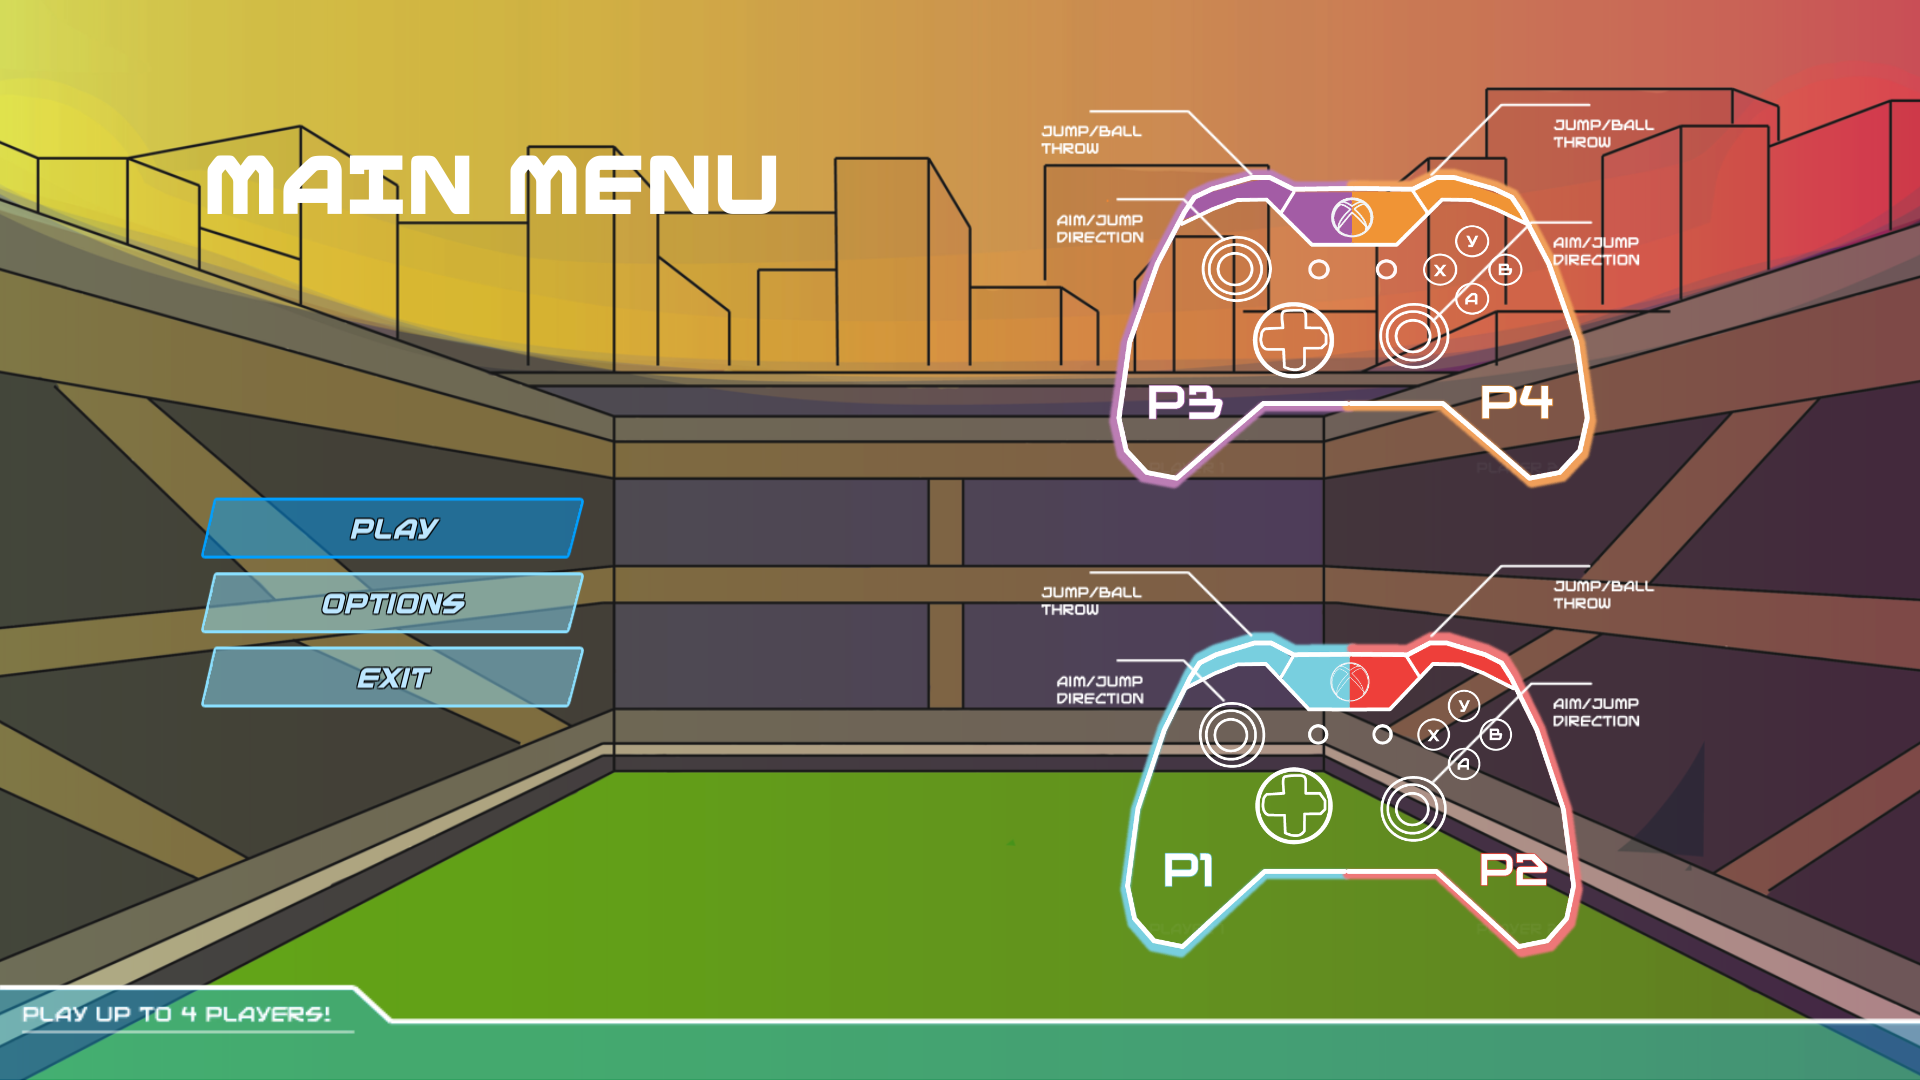 MAIN MENU
PLAY
OPTIONS
EXIT
JUMP/BALL
THROW
AIM/JUMP
DIRECTION
JUMP/BALL
THROW
AIM/JUMP
DIRECTION
Y
X
B
A
P3
P4
JUMP/BALL
THROW
AIM/JUMP
DIRECTION
JUMP/BALL
THROW
AIM/JUMP
DIRECTION
Y
X
B
A
P1
P2
PLAY UP TO 4 PLAYERS!